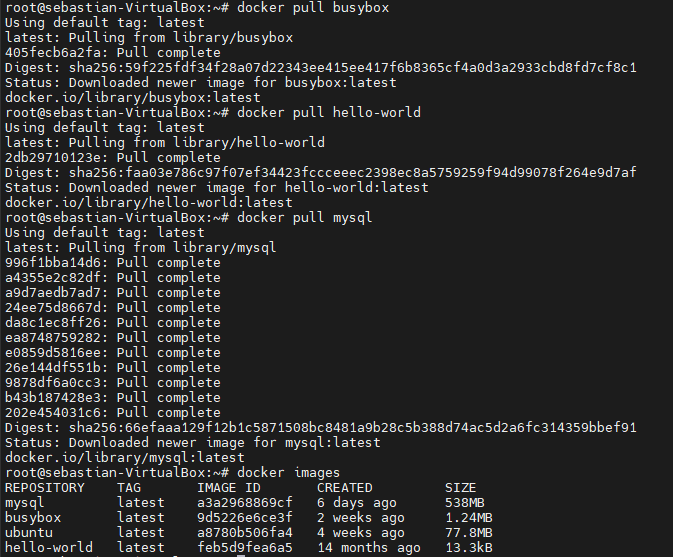 root@sebastian-VirtualBox:~# docker pull busybox
Using default tag: latest
latest: Pulling from library/busybox
405fecb6a2fa: Pull complete
Digest: sha256:59f225fdf34f28a07d22343ee415ee417f6b8365cf4a0d3a2933cbd8fd7cf8c1
Status: Downloaded newer image for busybox:latest
docker.io/library/busybox:latest
root@sebastian-VirtualBox:~# docker pull hello-world
Using default tag: latest
latest: Pulling from library/hello-world
2db29710123e: Pull complete
Digest: sha256:faa03e786c97f07ef34423fccceeec2398ec8a5759259f94d99078f264e9d7af
Status: Downloaded newer image for hello-world:latest
docker.io/library/hello-world:latest
root@sebastian-VirtualBox:~# docker pull mysql
Using default tag: latest
latest: Pulling from library/mysql
996f1bba14d6: Pull complete
a4355e2c82df: Pull complete
a9d7aedb7ad7: Pull complete
24ee75d8667d: Pull complete
da8c1ec8ff26: Pull complete
ea8748759282: Pull complete
e0859d5816ee: Pull complete
26e144df551b: Pull complete
9878df6a0cc3: Pull complete
b43b187428e3: Pull complete
202e454031c6: Pull complete
Digest: sha256:66efaaa129f12b1c5871508bc8481a9b28c5b388d74ac5d2a6fc314359bbef91
Status: Downloaded newer image for mysql:latest
docker.io/library/mysql:latest
root@sebastian-VirtualBox:~# docker images
REPOSITORY TAG IMAGE ID CREATED SIZE
mysql latest a3a2968869cf 6 days ago 538MB
busybox latest 9d5226e6ce3f 2 weeks ago 1.24MB
ubuntu latest a8780b506fa4 4 weeks ago 77.8MB
hello-world latest feb5d9fea6a5 14 months ago 13.3kB